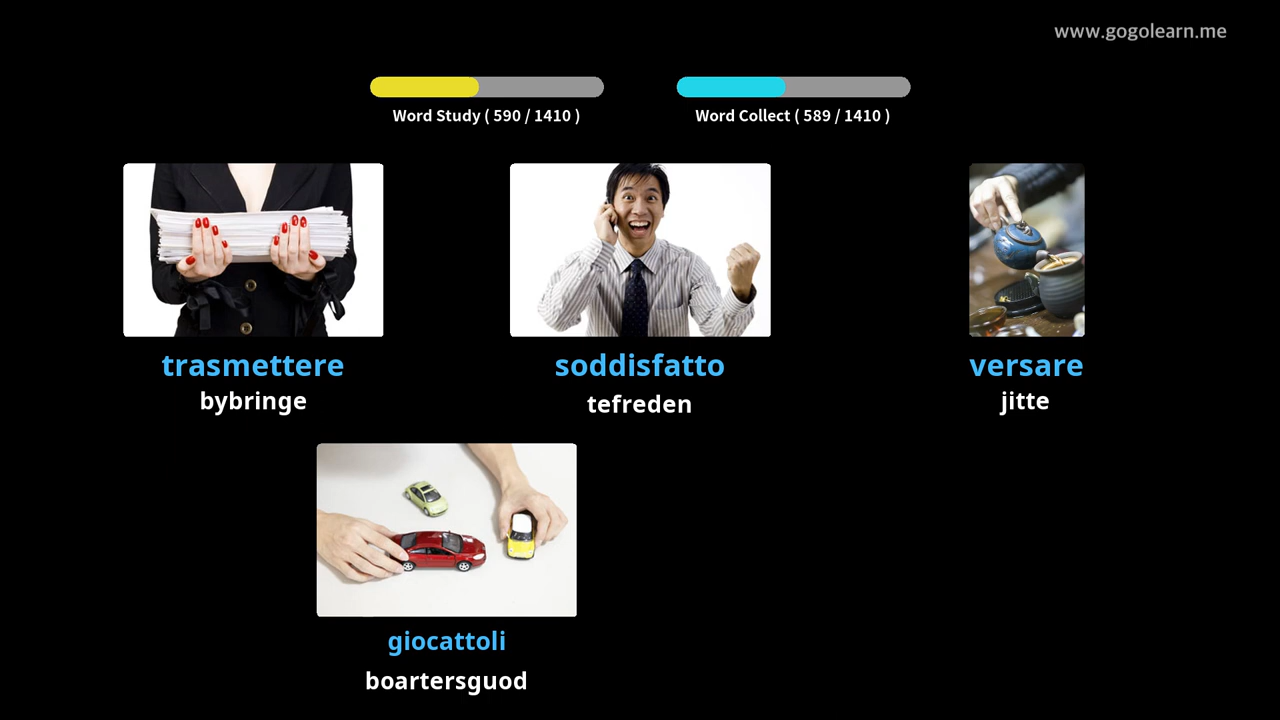 www.gogolearn.me
Word Study ( 590 / 1410 )
Word Collect ( 589 / 1410 )
trasmettere
bybringe
soddisfatto
tefreden
versare
jitte
giocattoli
boartersguod